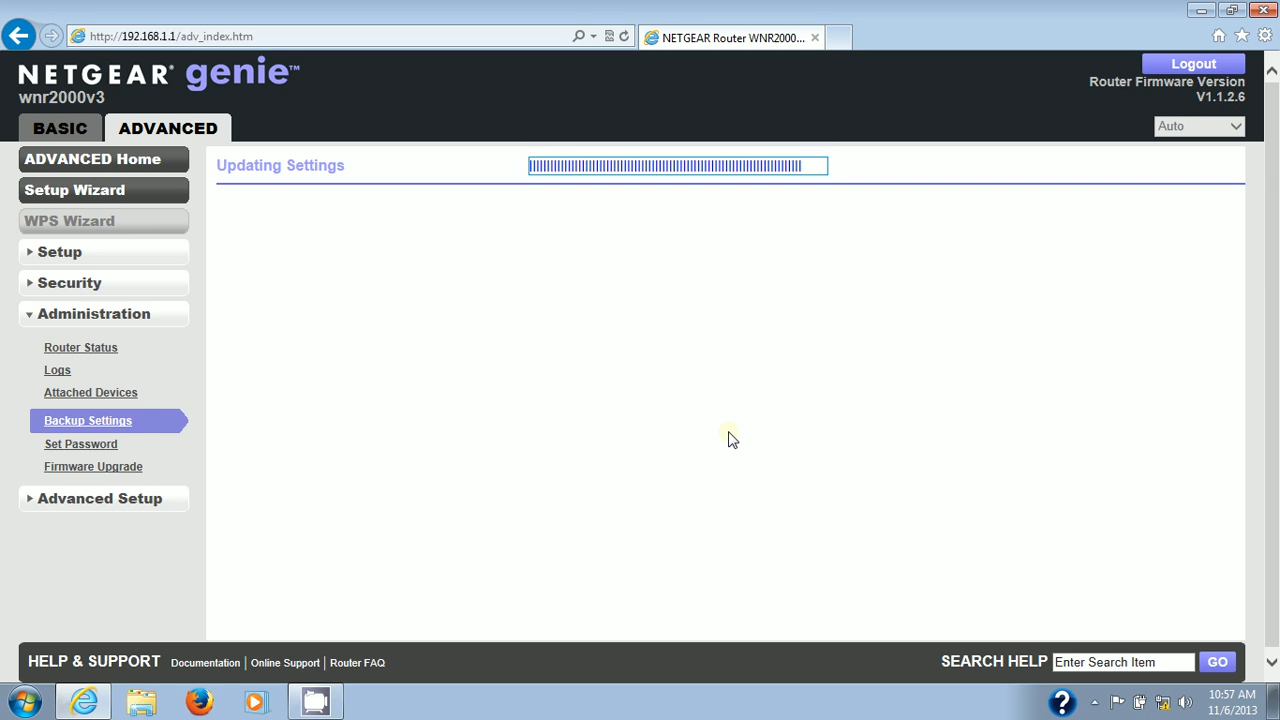 http://192.168.1.1/adv_index.htm
NETGEAR Router WNR2000...
NETGEAR® genie™
wnr2000v3
Logout
Router Firmware Version
V1.1.2.6
BASIC
ADVANCED
Auto
ADVANCED Home
Setup Wizard
WPS Wizard
Setup
Security
Administration
Router Status
Logs
Attached Devices
Backup Settings
Set Password
Firmware Upgrade
Advanced Setup
Updating Settings
HELP & SUPPORT Documentation | Online Support | Router FAQ
SEARCH HELP Enter Search Item GO
10:57 AM
11/6/2013